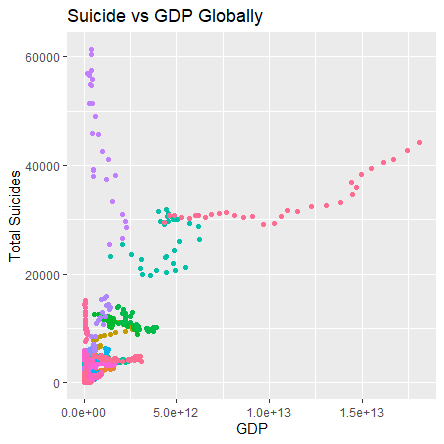 Suicide vs GDP Globally
60000
40000
20000
0
Total Suicides
0.0e+00 5.0e+12 1.0e+13 1.5e+13
GDP